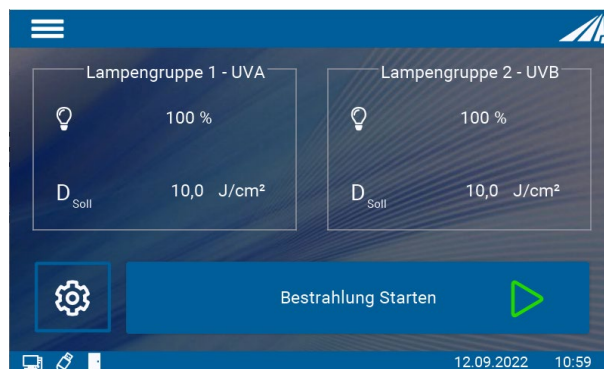 Lampengruppe 1 - UVA
100 %
D Soll 10,0 J/cm²
Lampengruppe 2 - UVB
100 %
D Soll 10,0 J/cm²
Bestrahlung Starten
12.09.2022 10:59